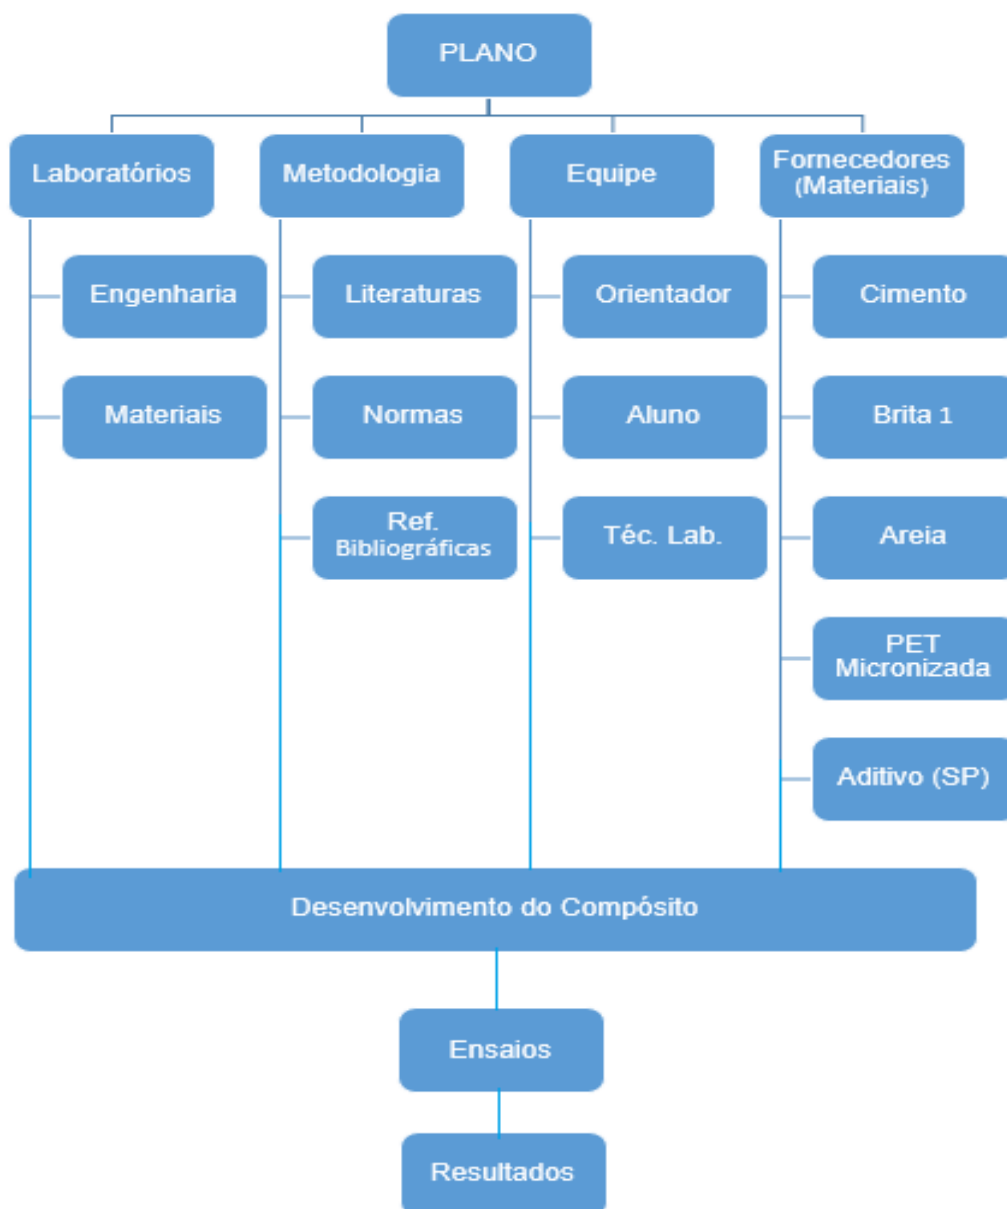 PLANO
Laboratórios
Metodologia
Equipe
Fornecedores
(Materiais)
Engenharia
Literaturas
Orientador
Cimento
Materiais
Normas
Aluno
Brita 1
Ref.
Bibliográficas
Téc. Lab.
Areia
PET
Micronizada
Aditivo (SP)
Desenvolvimento do Compósito
Ensaios
Resultados